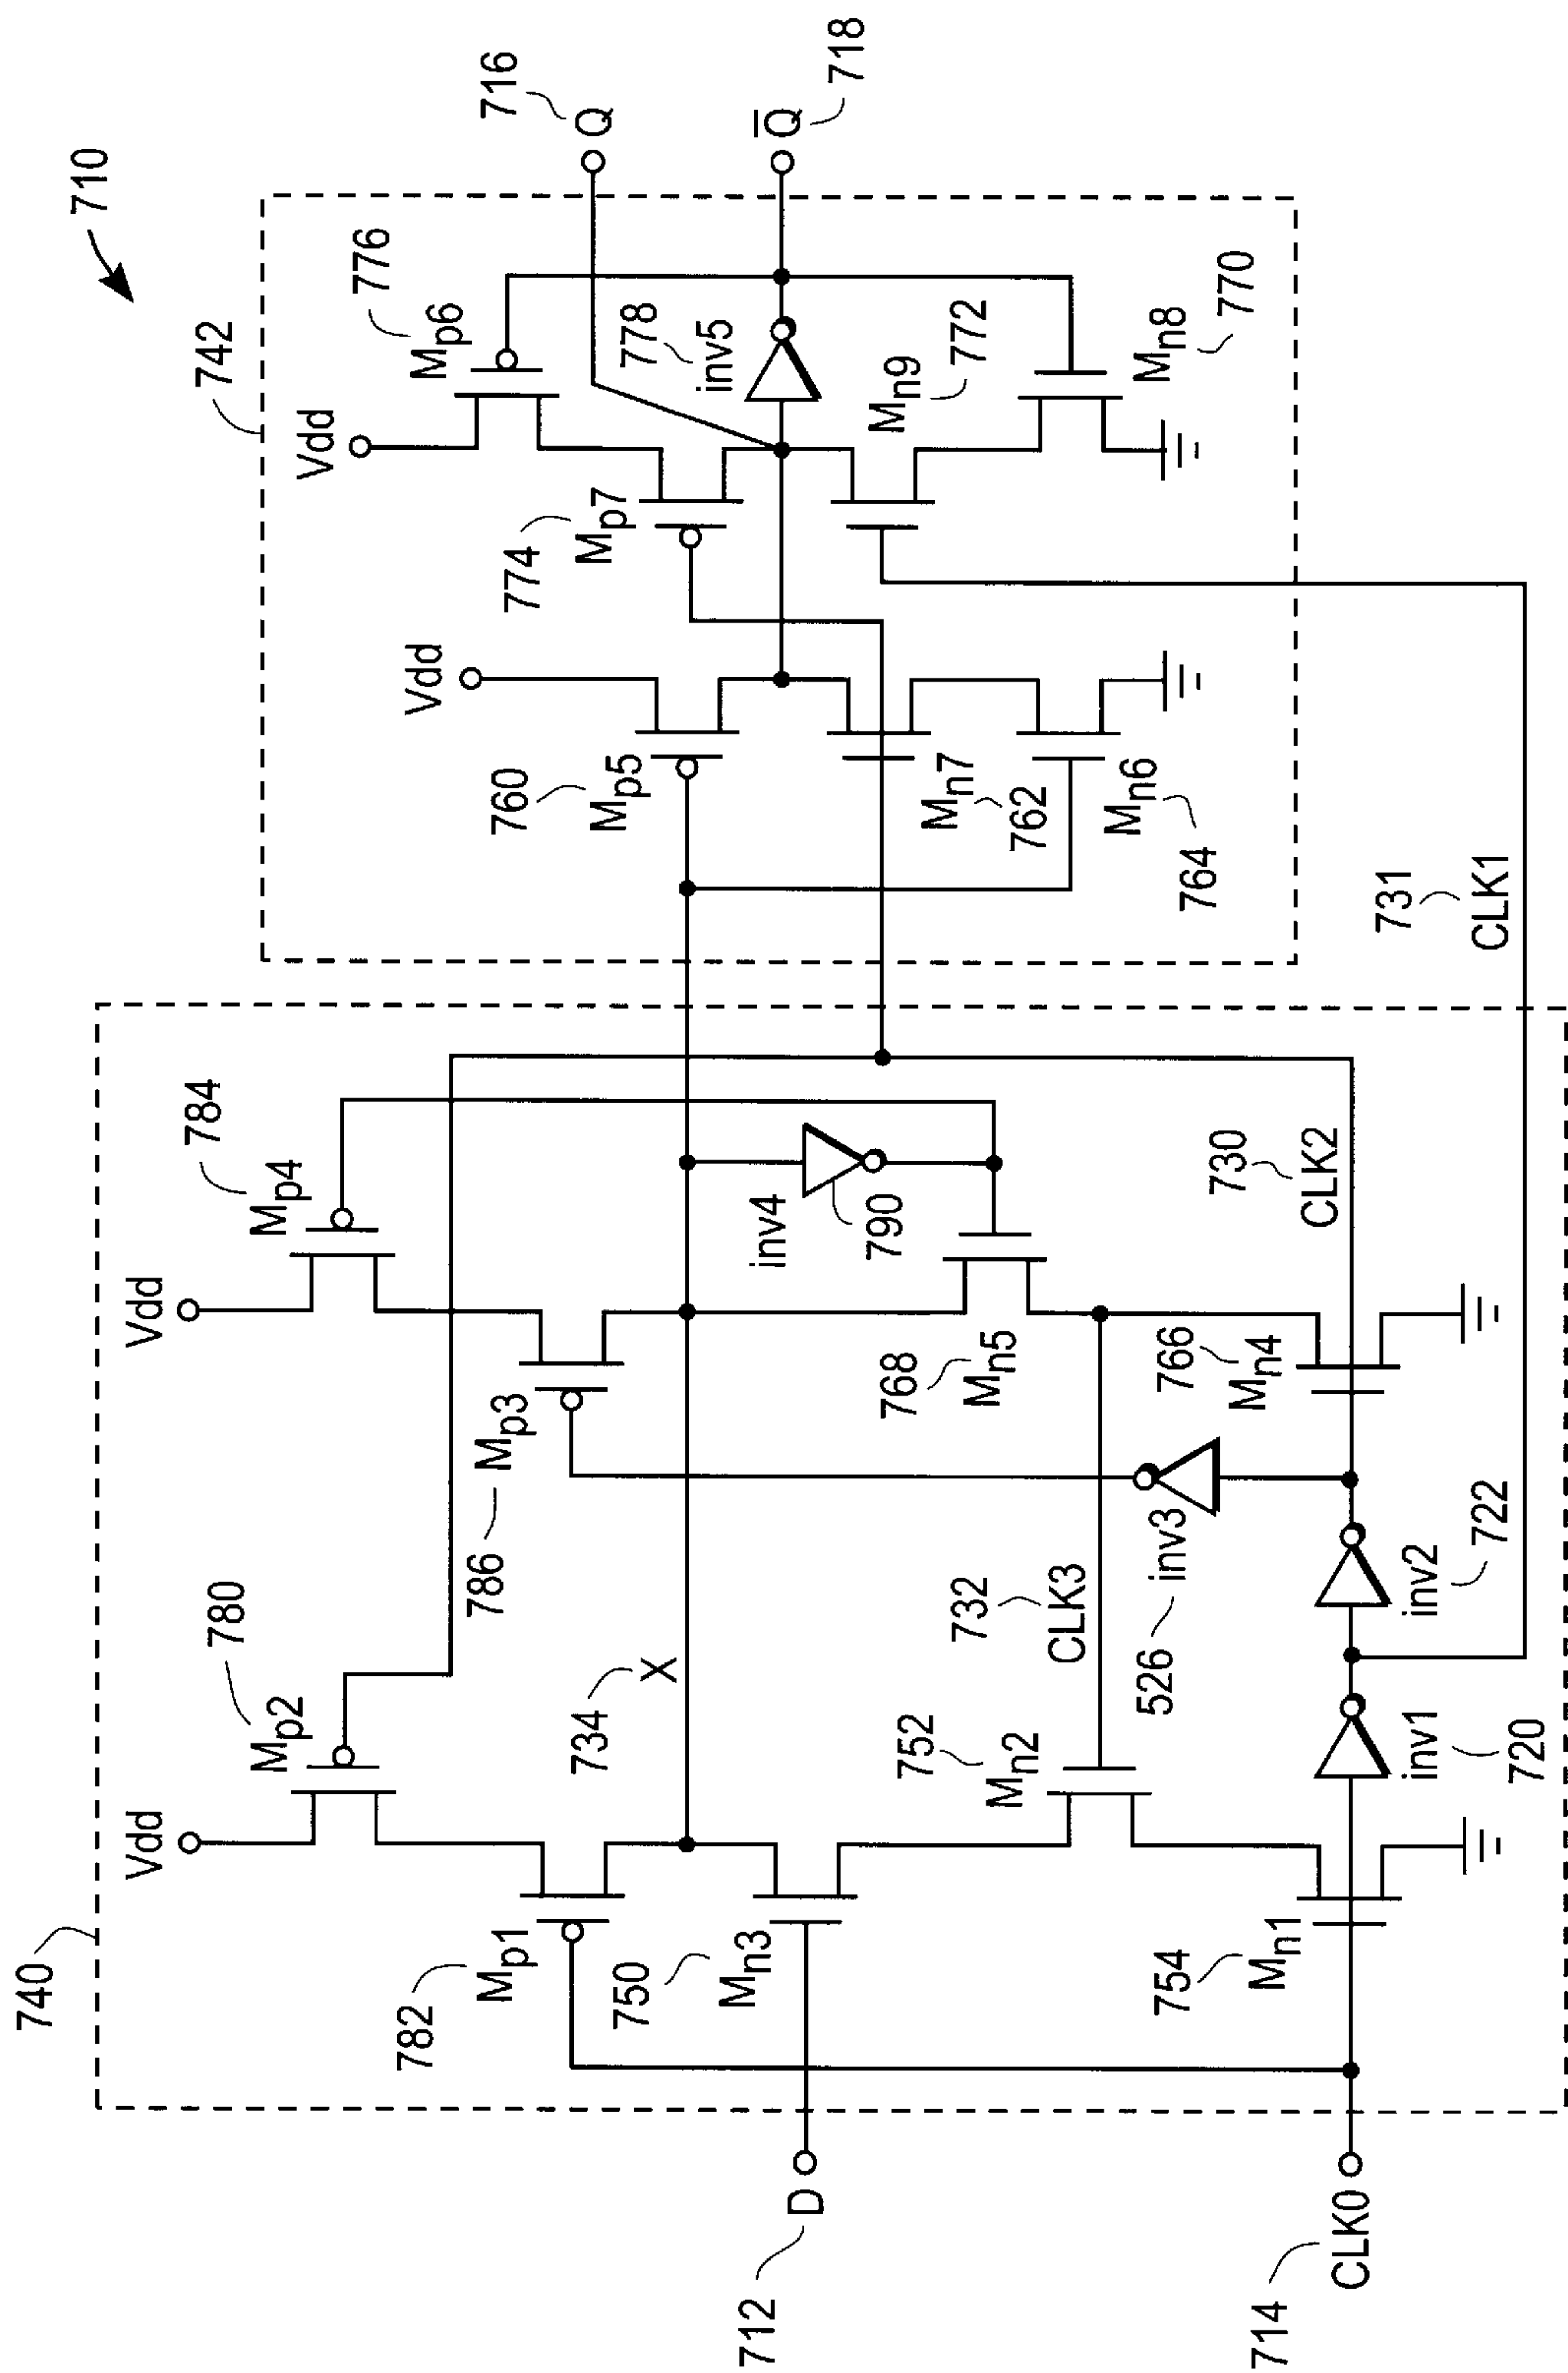 710
742
740
Vdd
780
Mp2
782
Mp1
734
X
750
Mn3
752
Mn2
754
Mn1
712
D
714
CLK0
inv1
720
inv2
722
526
inv3
732
CLK3
Vdd
784
Mp4
786
Mp3
inv4
790
768
Mn5
766
Mn4
730
CLK2
731
CLK1
Vdd
760
Mp5
Mn7
762
Mn6
764
Vdd
776
Mp6
774
Mp7
778
inv5
Mn9
772
Mn8
770
716
Q
Q̅
718